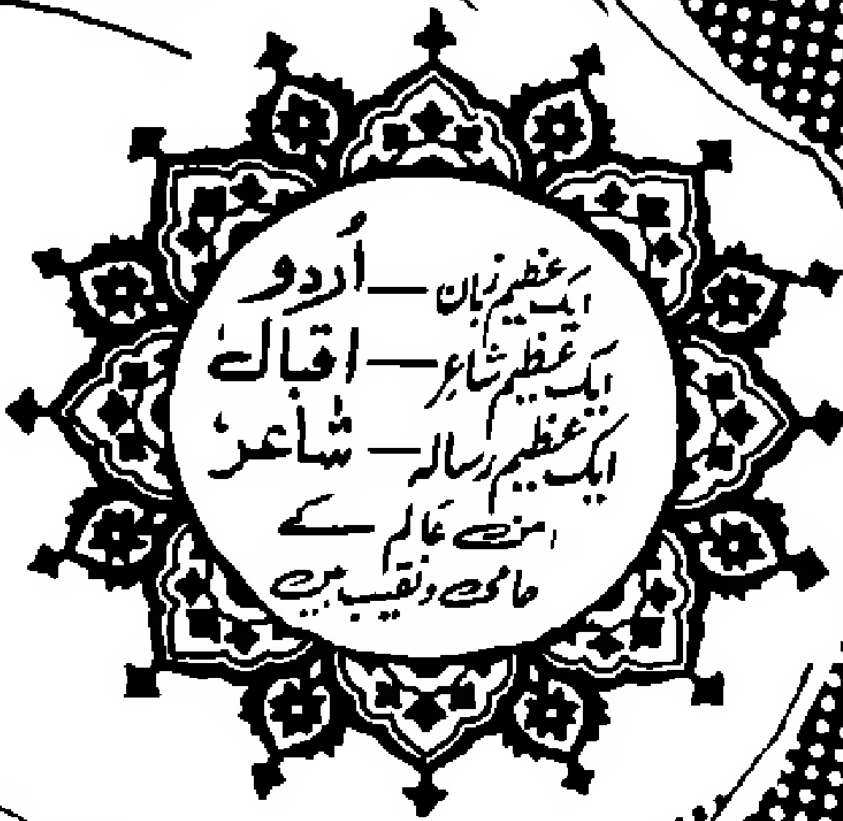 ایک عظیم زبان — اُردو
ایک عظیم شاعر — اقبال
ایک عظیم رسالہ — شاعر
امن عالم کے
حامی و نقیب ہیں